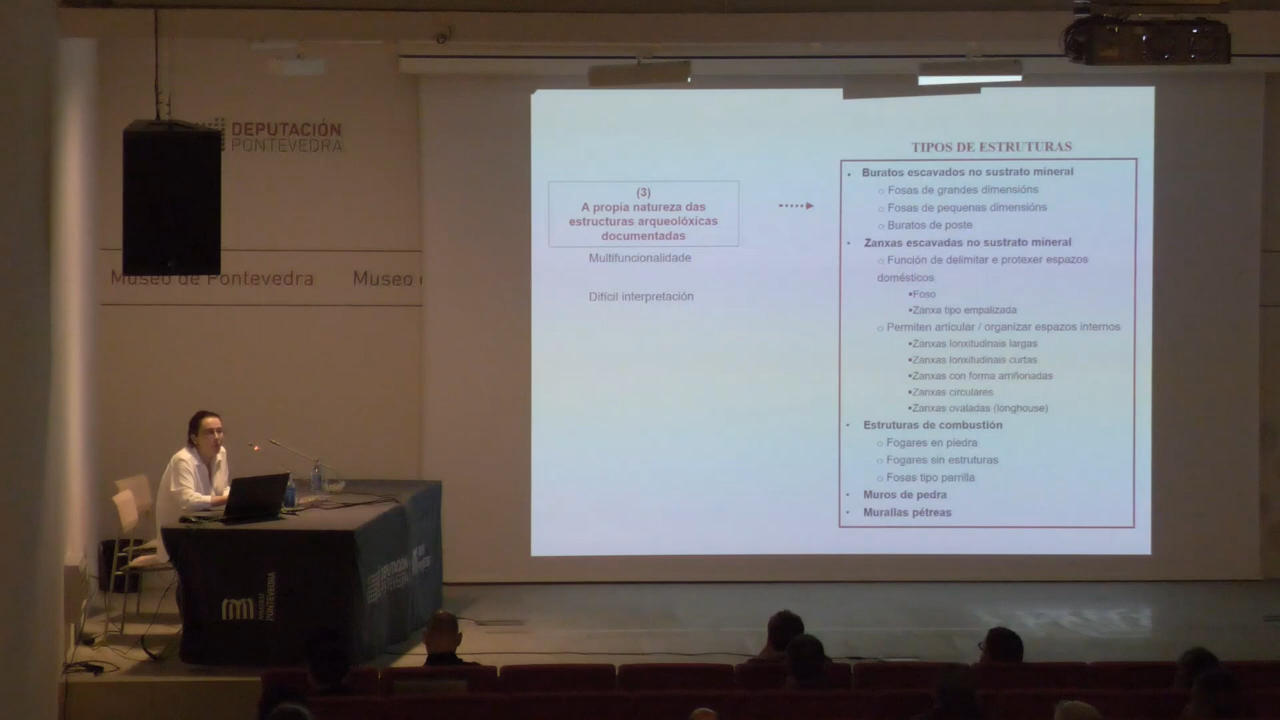 DEPUTACIÓN
PONTEVEDRA
Museo de Pontevedra
Museo
(3)
A propia natureza das
estruturas arqueolóxicas
documentadas
Multifuncionalidade
Difícil interpretación
TIPOS DE ESTRUTURAS
• Buratos escavados no sustrato mineral
○ Fosas de grandes dimensións
○ Fosas de pequenas dimensións
○ Buratos de poste
• Zanxas escavadas no sustrato mineral
○ Función de delimitar e protexer espazos
domésticos
▪Foso
▪Zanxa tipo empalizada
○ Permiten articular / organizar espazos internos
▪Zanxas lonxitudinais largas
▪Zanxas lonxitudinais curtas
▪Zanxas con forma arriñonadas
▪Zanxas circulares
▪Zanxas ovaladas (longhouse)
• Estruturas de combustión
○ Fogares en piedra
○ Fogares sin estruturas
○ Fosas tipo parrilla
• Muros de pedra
• Murallas pétreas
DEPUTACIÓN
PONTEVEDRA